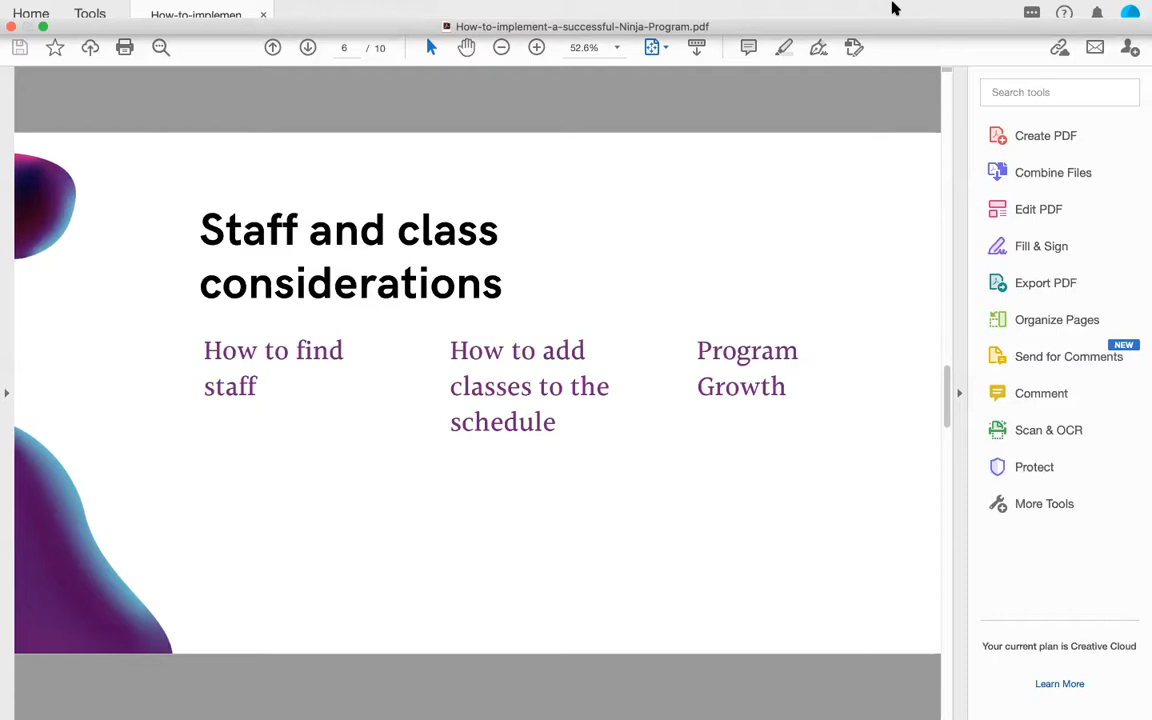 Home
Tools
How-to-implemen
How-to-implement-a-successful-Ninja-Program.pdf
6 / 10
52.6%
Search tools
Create PDF
Combine Files
Edit PDF
Fill & Sign
Export PDF
Organize Pages
NEW
Send for Comments
Comment
Scan & OCR
Protect
More Tools
Your current plan is Creative Cloud
Learn More
Staff and class
considerations
How to find
staff
How to add
classes to the
schedule
Program
Growth